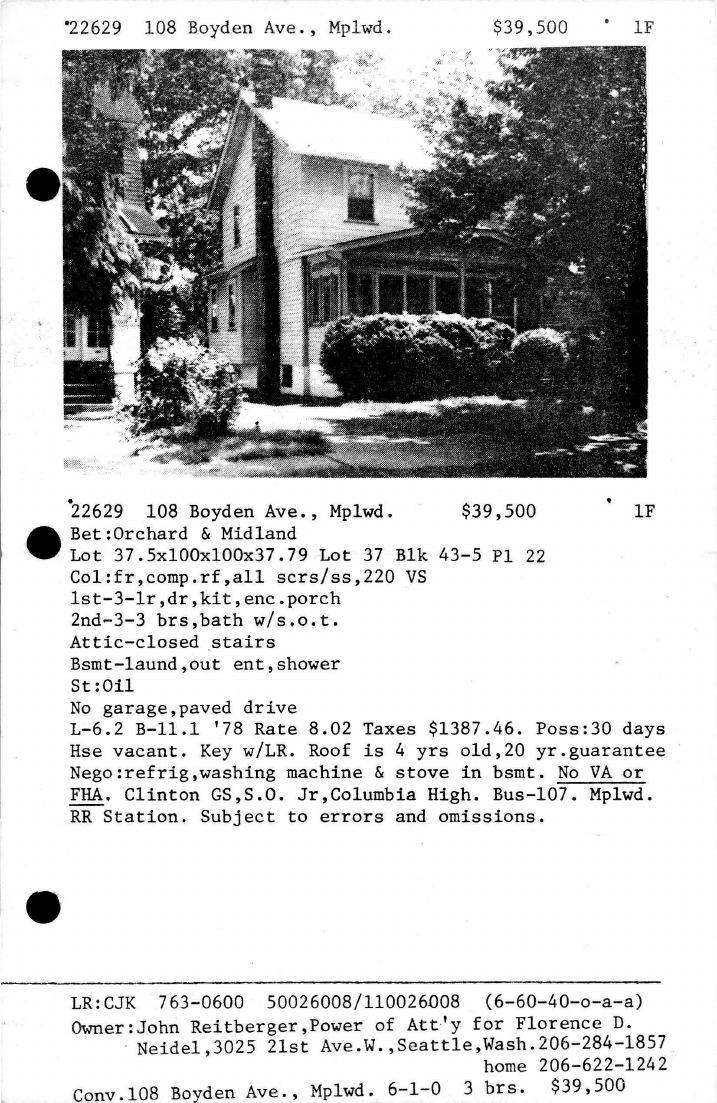 22629 108 Boyden Ave., Mplwd. $39,500 1F
22629 108 Boyden Ave., Mplwd. $39,500 1F
Bet:Orchard & Midland
Lot 37.5x100x100x37.79 Lot 37 Blk 43-5 Pl 22
Col:fr,comp.rf,all scrs/ss,220 VS
1st-3-lr,dr,kit,enc.porch
2nd-3-3 brs,bath w/s.o.t.
Attic-closed stairs
Bsmt-laund,out ent,shower
St:Oil
No garage,paved drive
L-6.2 B-11.1 '78 Rate 8.02 Taxes $1387.46. Poss:30 days
Hse vacant. Key w/LR. Roof is 4 yrs old,20 yr.guarantee
Nego:refrig,washing machine & stove in bsmt. No VA or
FHA. Clinton GS,S.O. Jr,Columbia High. Bus-107. Mplwd.
RR Station. Subject to errors and omissions.
LR:CJK 763-0600 50026008/110026008 (6-60-40-o-a-a)
Owner:John Reitberger,Power of Att'y for Florence D.
Neidel,3025 21st Ave.W.,Seattle,Wash.206-284-1857
home 206-622-1242
Conv.108 Boyden Ave., Mplwd. 6-1-0 3 brs. $39,500